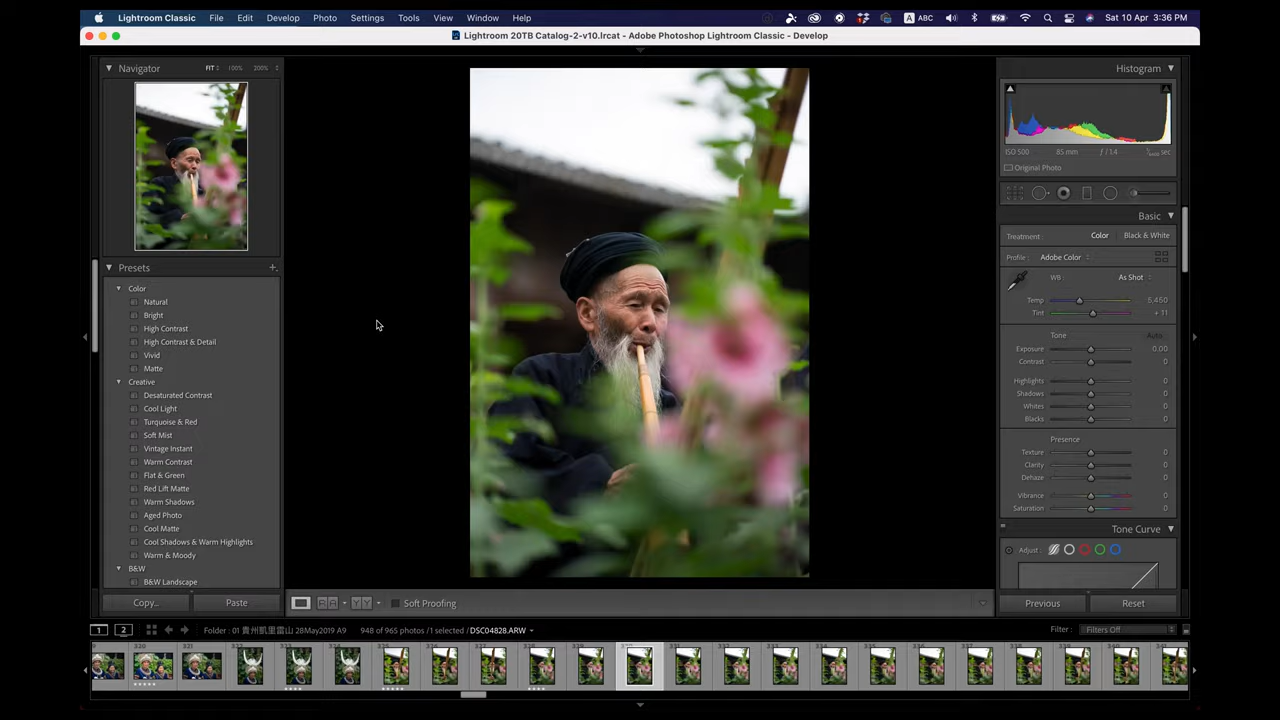 Lightroom Classic File Edit Develop Photo Settings Tools View Window Help A ABC Sat 10 Apr 3:36 PM
Lightroom 20TB Catalog-2-v10.lrcat - Adobe Photoshop Lightroom Classic - Develop
Navigator FIT 100% 200%
Presets +
Color
Natural
Bright
High Contrast
High Contrast & Detail
Vivid
Matte
Creative
Desaturated Contrast
Cool Light
Turquoise & Red
Soft Mist
Vintage Instant
Warm Contrast
Flat & Green
Red Lift Matte
Warm Shadows
Aged Photo
Cool Matte
Cool Shadows & Warm Highlights
Warm & Moody
B&W
B&W Landscape
Copy... Paste
Soft Proofing
Histogram
ISO 500 85 mm ƒ / 1.4 sec
Original Photo
Basic
Treatment : Color Black & White
Profile : Adobe Color
WB : As Shot
Temp 5,460
Tint + 11
Tone Auto
Exposure 0.00
Contrast 0
Highlights 0
Shadows 0
Whites 0
Blacks 0
Presence
Texture 0
Clarity 0
Dehaze 0
Vibrance 0
Saturation 0
Tone Curve
Adjust :
Previous Reset
1 2 Folder : 01 貴州凱里雷山 28May2019 A9 948 of 965 photos / 1 selected / DSC04828.ARW Filter : Filters Off